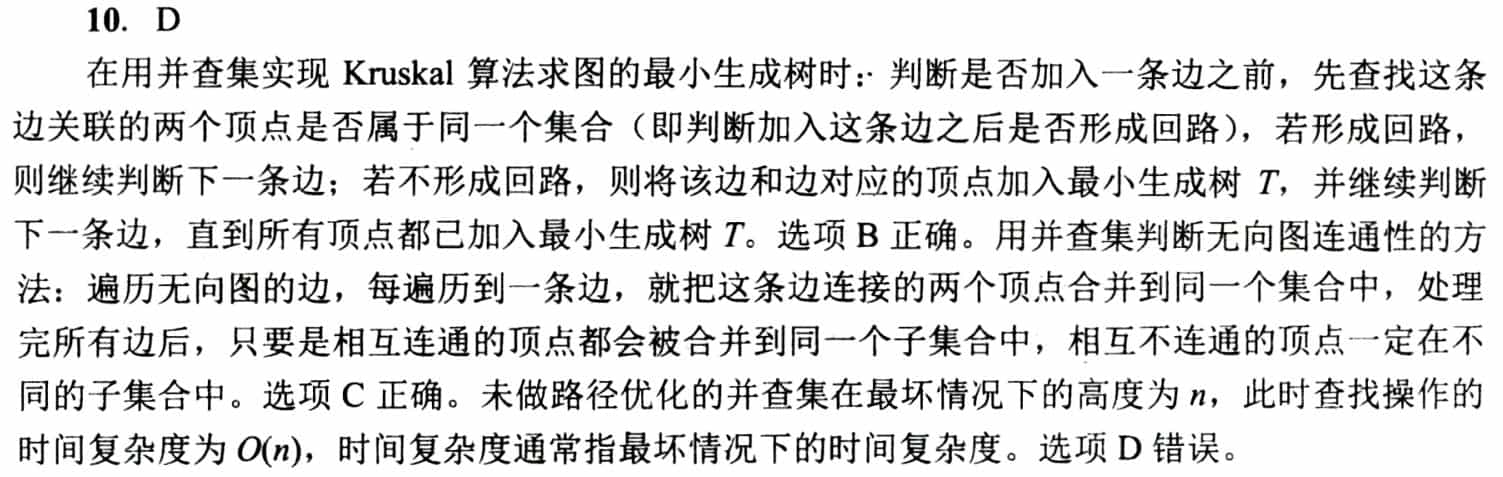 10. D
在用并查集实现 Kruskal 算法求图的最小生成树时：判断是否加入一条边之前，先查找这条
边关联的两个顶点是否属于同一个集合（即判断加入这条边之后是否形成回路），若形成回路，
则继续判断下一条边；若不形成回路，则将该边和边对应的顶点加入最小生成树 T，并继续判断
下一条边，直到所有顶点都已加入最小生成树 T。选项 B 正确。用并查集判断无向图连通性的方
法：遍历无向图的边，每遍历到一条边，就把这条边连接的两个顶点合并到同一个集合中，处理
完所有边后，只要是相互连通的顶点都会被合并到同一个子集合中，相互不连通的顶点一定在不
同的子集合中。选项 C 正确。未做路径优化的并查集在最坏情况下的高度为 n，此时查找操作的
时间复杂度为 O(n)，时间复杂度通常指最坏情况下的时间复杂度。选项 D 错误。